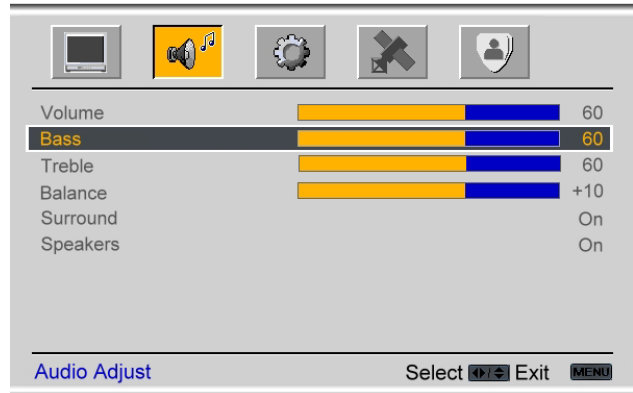 Volume 60
Bass 60
Treble 60
Balance +10
Surround On
Speakers On
Audio Adjust Select / Exit MENU